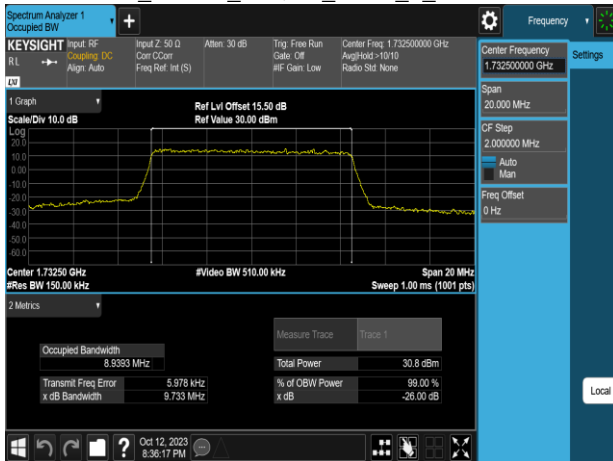 Spectrum Analyzer 1
Occupied BW
Frequency
KEYSIGHT
Input: RF
Input Z: 50 Ω
Atten: 30 dB
Trig: Free Run
Center Freq: 1.732500000 GHz
R L
Coupling: DC
Corr CCorr
Gate: Off
Avg|Hold:>10/10
Align: Auto
Freq Ref: Int (S)
#IF Gain: Low
Radio Std: None
LXI
Center Frequency
1.732500000 GHz
Settings
Span
20.000 MHz
CF Step
2.000000 MHz
Auto
Man
Freq Offset
0 Hz
Local
1 Graph
Ref Lvl Offset 15.50 dB
Scale/Div 10.0 dB
Ref Value 30.00 dBm
Log
20.0
10.0
0.00
-10.0
-20.0
-30.0
-40.0
-50.0
-60.0
Center 1.73250 GHz
#Video BW 510.00 kHz
Span 20 MHz
#Res BW 150.00 kHz
Sweep 1.00 ms (1001 pts)
2 Metrics
Measure Trace
Trace 1
Occupied Bandwidth
8.9393 MHz
Total Power
30.8 dBm
Transmit Freq Error
5.978 kHz
% of OBW Power
99.00 %
x dB Bandwidth
9.733 MHz
x dB
-26.00 dB
?
Oct 12, 2023
8:36:17 PM